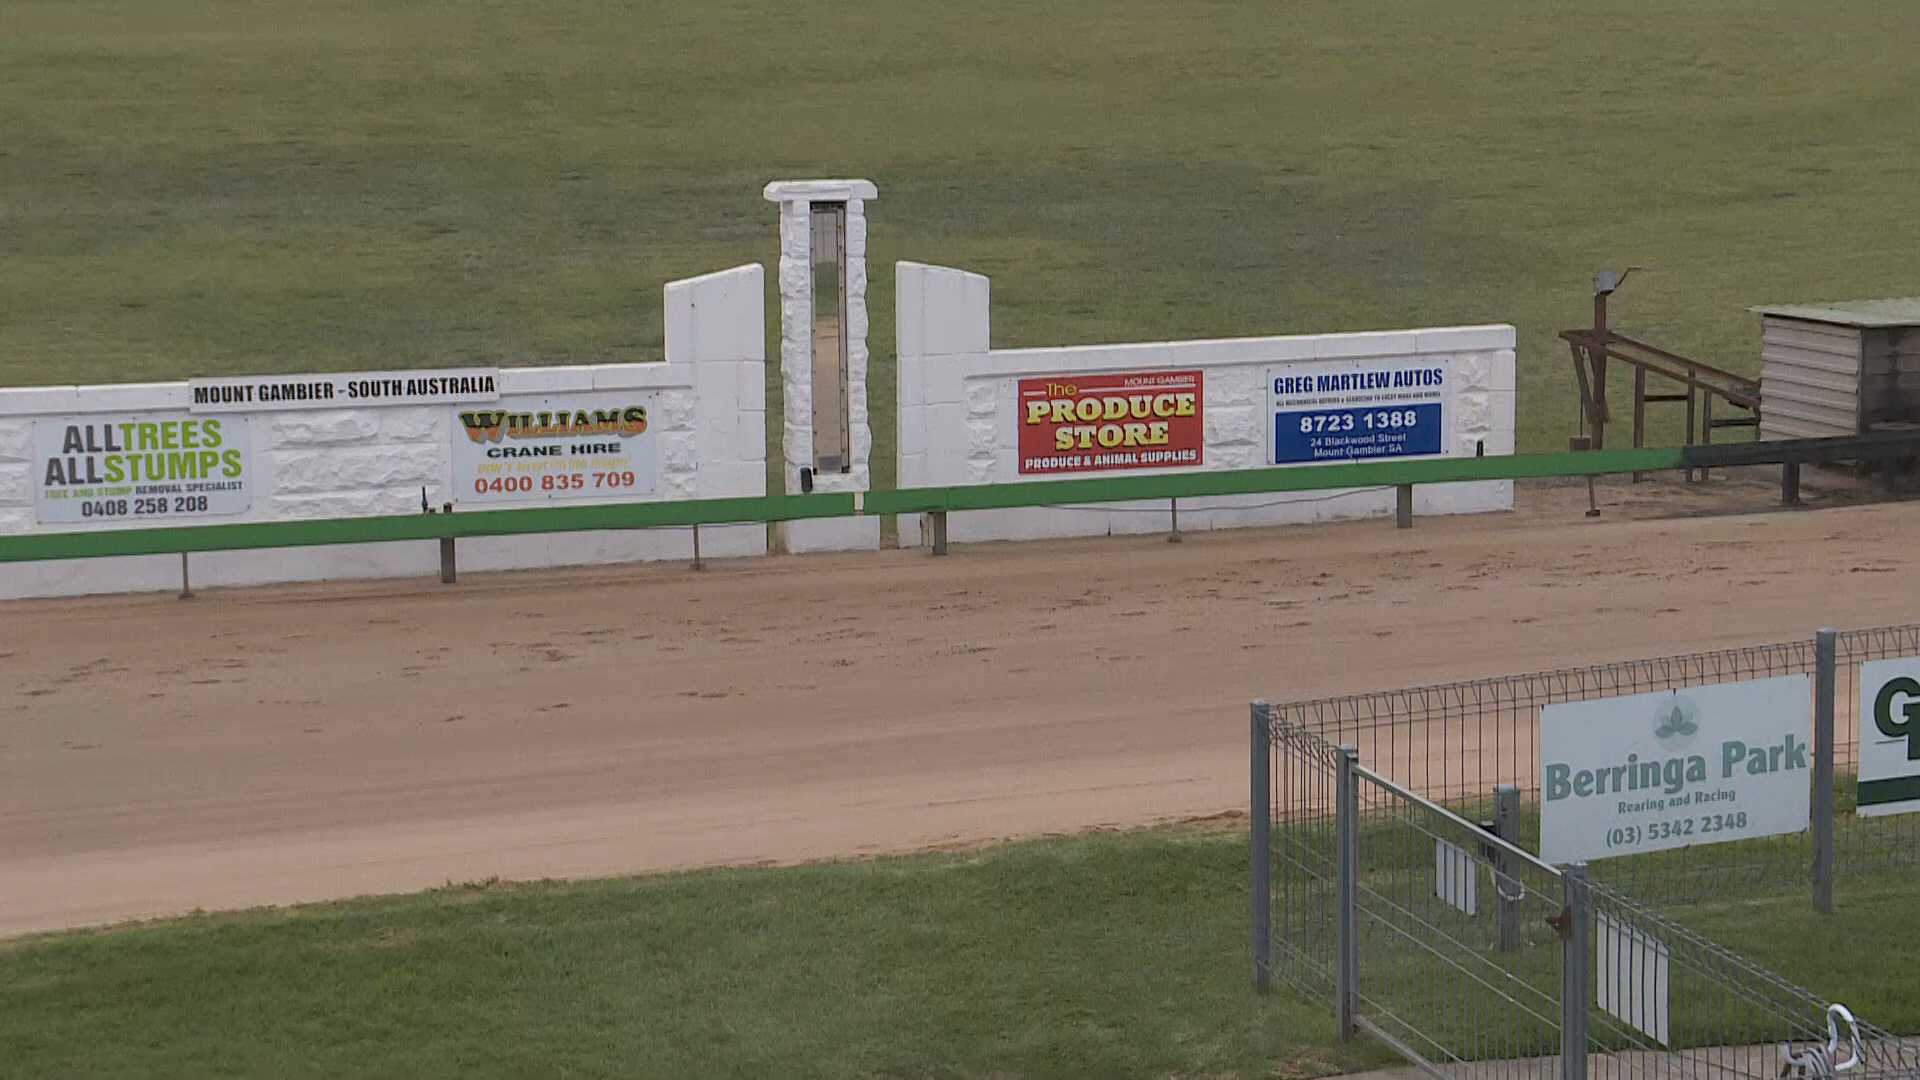 MOUNT GAMBIER - SOUTH AUSTRALIA
ALLTREES
ALLSTUMPS
TREE AND STUMP REMOVAL SPECIALIST
0408 258 208
WILLIAMS
CRANE HIRE
0400 835 709
MOUNT GAMBIER
The
PRODUCE
STORE
PRODUCE & ANIMAL SUPPLIES
GREG MARTLEW AUTOS
8723 1388
24 Blackwood Street
Mount Gambier SA
Berringa Park
Rearing and Racing
(03) 5342 2348
G